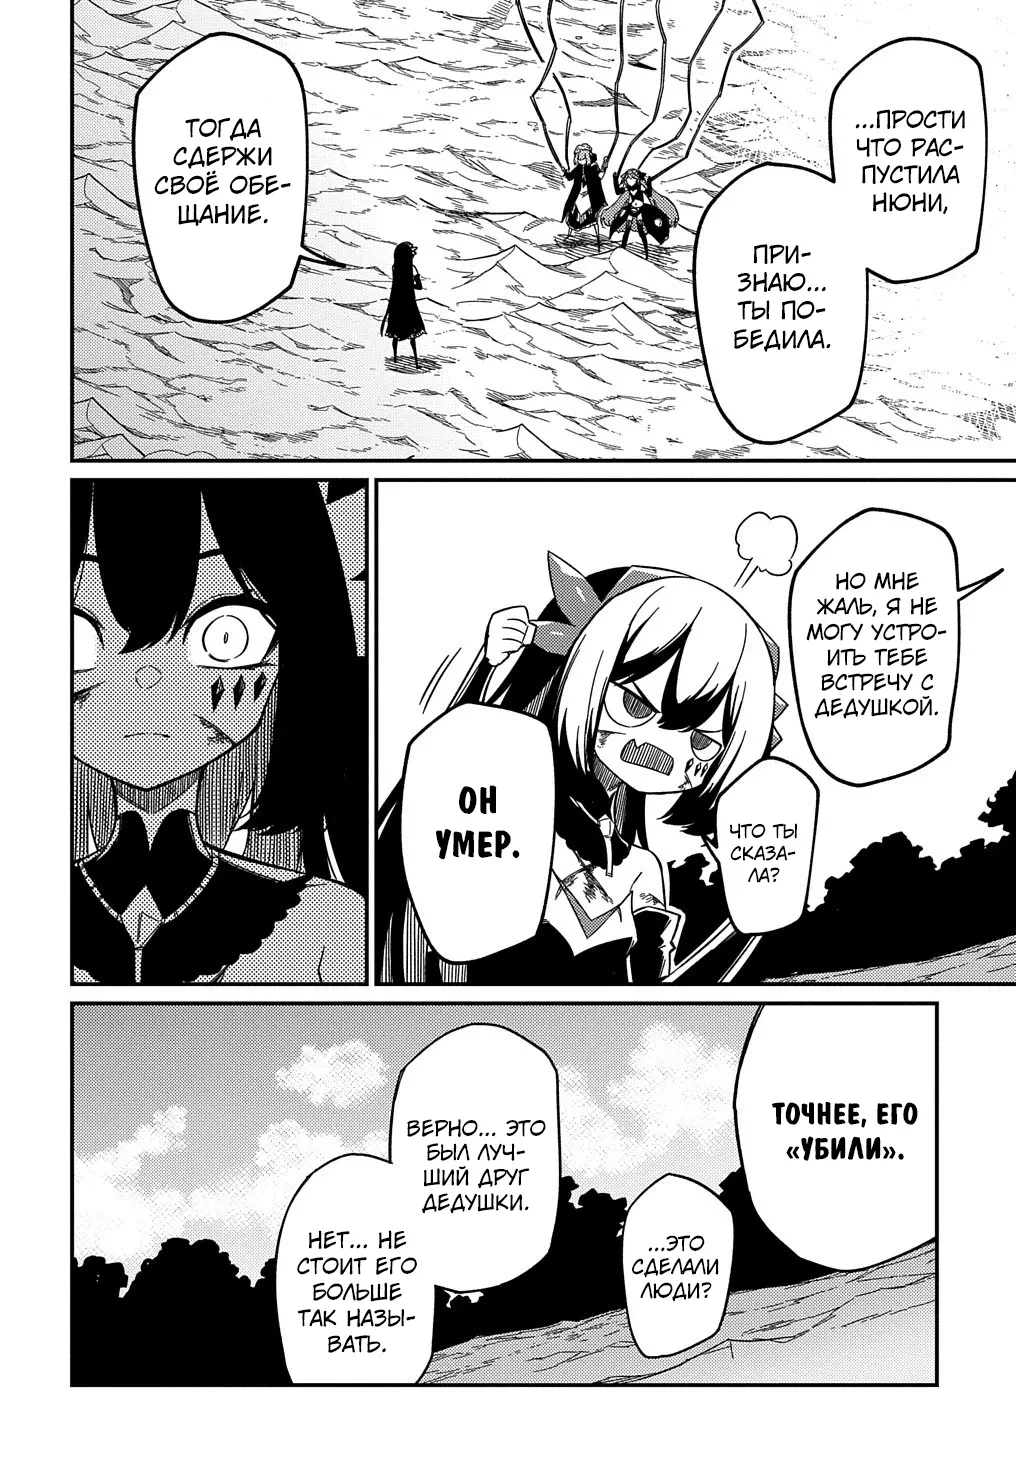 ...ПРОСТИ
ЧТО РАС-
ПУСТИЛА
НЮНИ,
ПРИ-
ЗНАЮ...
ТЫ ПО-
БЕДИЛА.
ТОГДА
СДЕРЖИ
СВОЁ ОБЕ-
ЩАНИЕ.
НО МНЕ
ЖАЛЬ, Я НЕ
МОГУ УСТРО-
ИТЬ ТЕБЕ
ВСТРЕЧУ С
ДЕДУШКОЙ.
ЧТО ТЫ
СКАЗА-
ЛА?
ОН
УМЕР.
ТОЧНЕЕ, ЕГО
«УБИЛИ».
...ЭТО
СДЕЛАЛИ
ЛЮДИ?
ВЕРНО... ЭТО
БЫЛ ЛУЧ-
ШИЙ ДРУГ
ДЕДУШКИ.
НЕТ... НЕ
СТОИТ ЕГО
БОЛЬШЕ
ТАК НАЗЫ-
ВАТЬ.